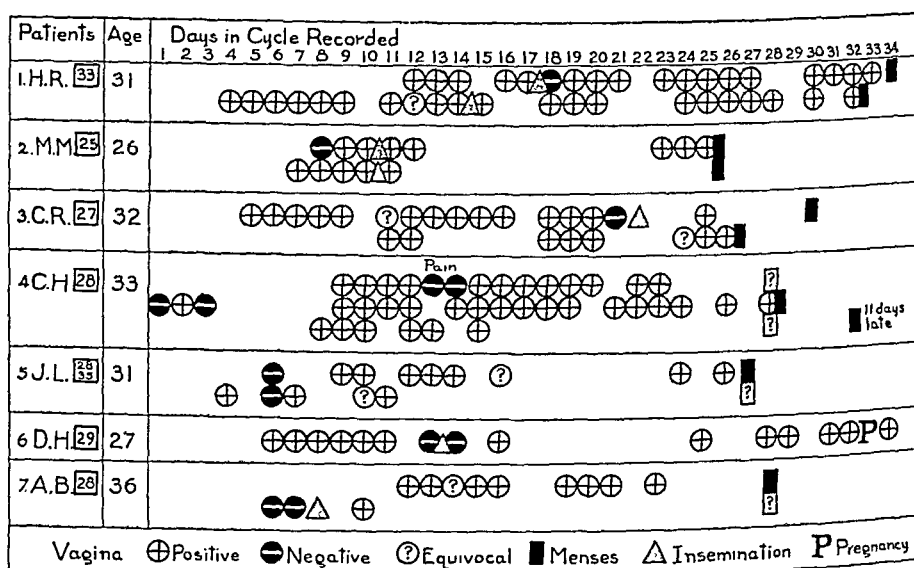 Patients Age Days in Cycle Recorded
1 2 3 4 5 6 7 8 9 10 11 12 13 14 15 16 17 18 19 20 21 22 23 24 25 26 27 28 29 30 31 32 33 34
1.H.R. 33 31
?
2.M.M. 25 26
3.C.R. 27 32
?
?
Pain
4 C.H 28 33
?
?
11 days
late
5 J.L. 28
35 31
?
?
?
6 D.H. 29 27
P
7.A.B. 28 36
?
?
Vagina Positive Negative ? Equivocal Menses Insemination P Pregnancy